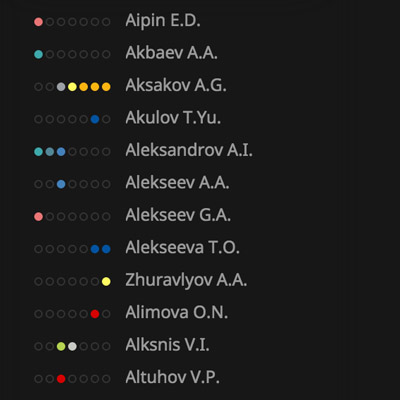 Aipin E.D.
Akbaev A.A.
Aksakov A.G.
Akulov T.Yu.
Aleksandrov A.I.
Alekseev A.A.
Alekseev G.A.
Alekseeva T.O.
Zhuravlyov A.A.
Alimova O.N.
Alksnis V.I.
Altuhov V.P.